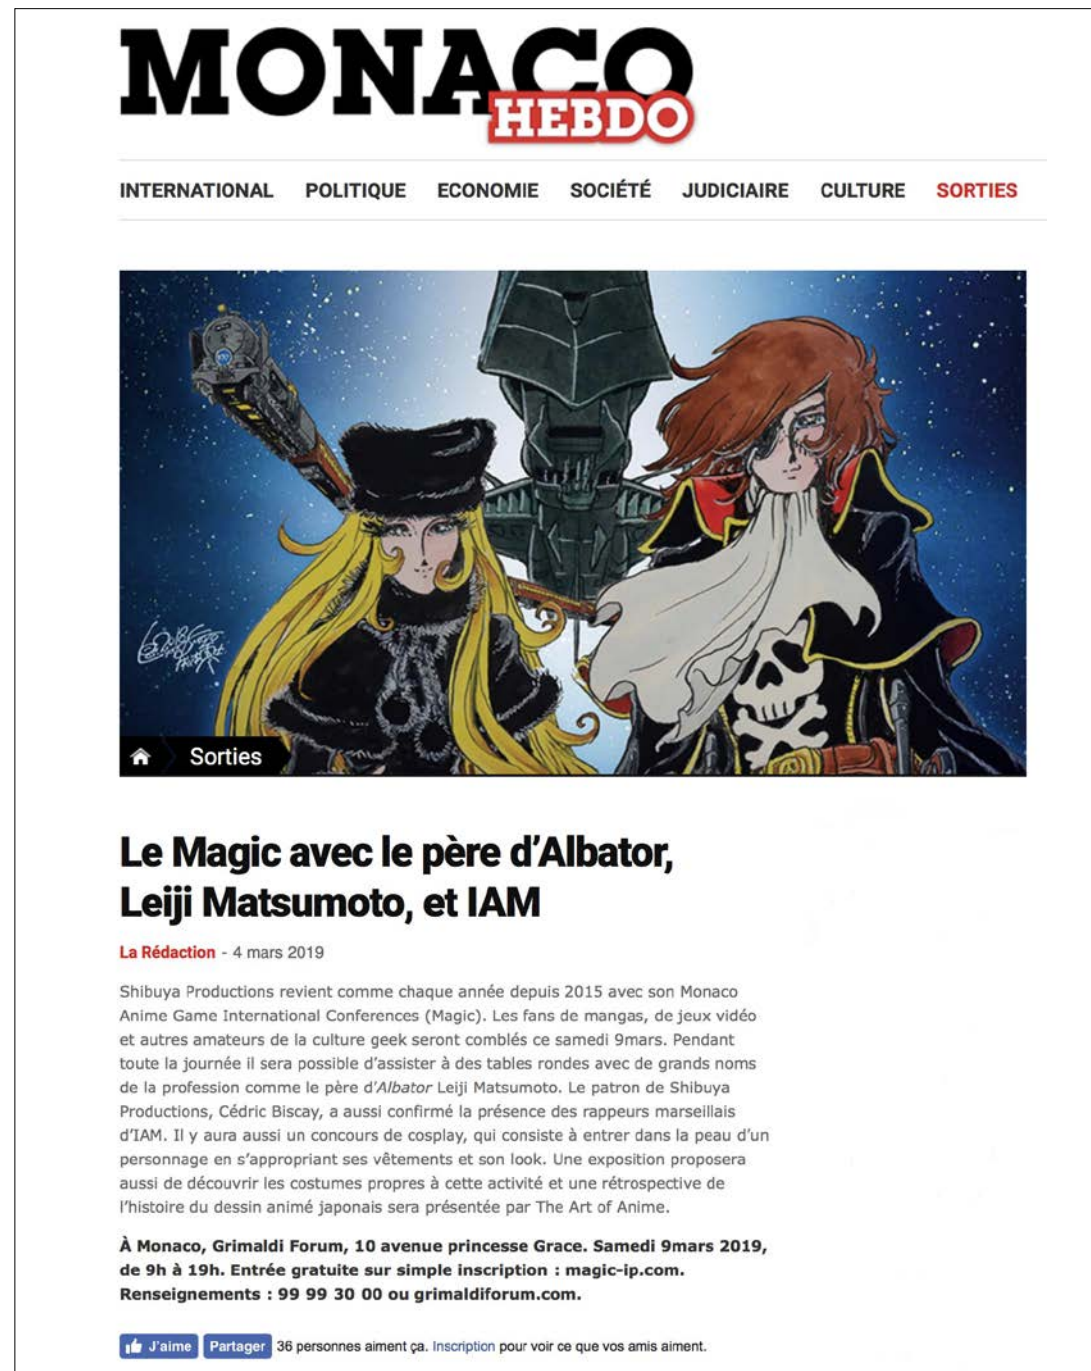 MONACO
HEBDO
INTERNATIONAL POLITIQUE ECONOMIE SOCIÉTÉ JUDICIAIRE CULTURE SORTIES
Sorties
Le Magic avec le père d’Albator,
Leiji Matsumoto, et IAM
La Rédaction - 4 mars 2019
Shibuya Productions revient comme chaque année depuis 2015 avec son Monaco
Anime Game International Conferences (Magic). Les fans de mangas, de jeux vidéo
et autres amateurs de la culture geek seront comblés ce samedi 9mars. Pendant
toute la journée il sera possible d’assister à des tables rondes avec de grands noms
de la profession comme le père d’Albator Leiji Matsumoto. Le patron de Shibuya
Productions, Cédric Biscay, a aussi confirmé la présence des rappeurs marseillais
d’IAM. Il y aura aussi un concours de cosplay, qui consiste à entrer dans la peau d’un
personnage en s’appropriant ses vêtements et son look. Une exposition proposera
aussi de découvrir les costumes propres à cette activité et une rétrospective de
l’histoire du dessin animé japonais sera présentée par The Art of Anime.
À Monaco, Grimaldi Forum, 10 avenue princesse Grace. Samedi 9mars 2019,
de 9h à 19h. Entrée gratuite sur simple inscription : magic-ip.com.
Renseignements : 99 99 30 00 ou grimaldiforum.com.
J’aime Partager 36 personnes aiment ça. Inscription pour voir ce que vos amis aiment.